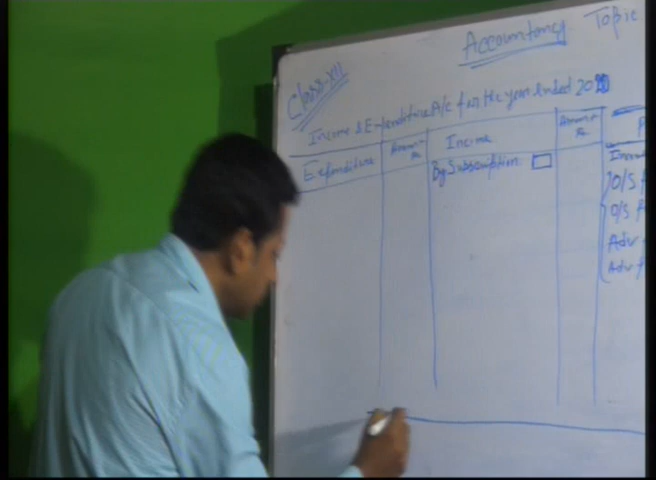 Class-XII
Accountancy Topic
Income & Expenditure A/c for the year ended 20
Expenditure Amount Rs Income Amount Rs
By Subscription
O/S
O/S
Adv
Adv